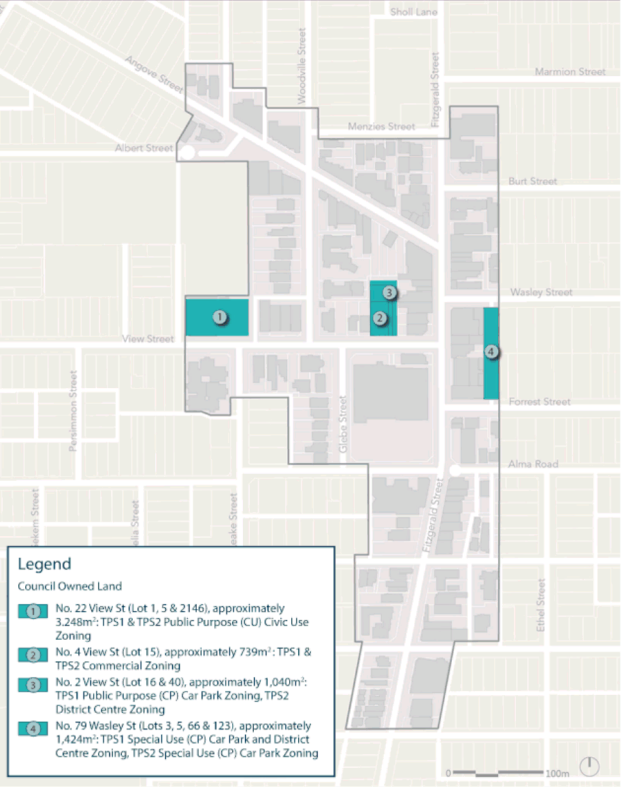 Sholl Lane
Woodville Street
Fitzgerald Street
Angove Street
Marmion Street
Menzies Street
Albert Street
Burt Street
3
Wasley Street
1
2
View Street
4
Persimmon Street
Forrest Street
Globe Street
Alma Road
Fitzgerald Street
Ethel Street
Legend
Council Owned Land
1 No. 22 View St (Lot 1, 5 & 2146), approximately
3.248m²: TPS1 & TPS2 Public Purpose (CU) Civic Use
Zoning
2 No. 4 View St (Lot 15), approximately 739m²: TPS1 &
TPS2 Commercial Zoning
3 No. 2 View St (Lot 16 & 40), approximately 1,040m²:
TPS1 Public Purpose (CP) Car Park Zoning, TPS2
District Centre Zoning
4 No. 79 Wasley St (Lots 3, 5, 66 & 123), approximately
1,424m²: TPS1 Special Use (CP) Car Park and District
Centre Zoning, TPS2 Special Use (CP) Car Park Zoning
0 100m